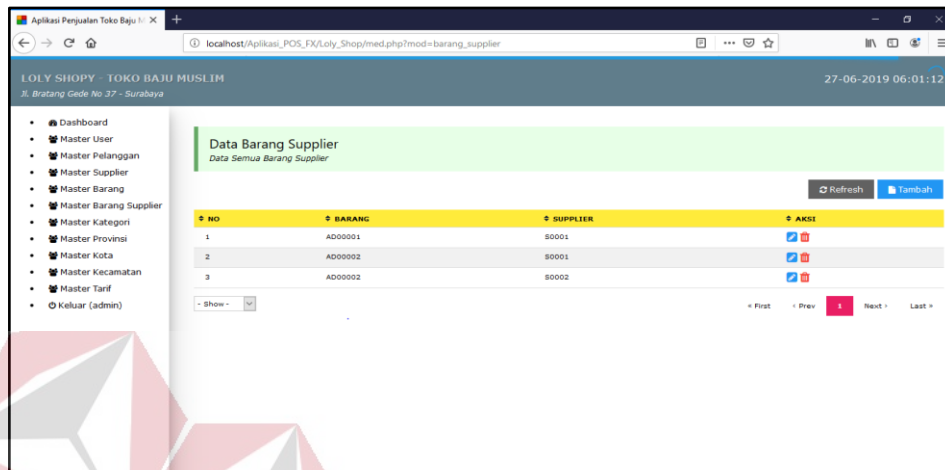 Aplikasi Penjualan Toko Baju M
localhost/Aplikasi_POS_FX/Loly_Shop/med.php?mod=barang_supplier
LOLY SHOPY - TOKO BAJU MUSLIM
27-06-2019 06:01:12
Jl. Bratang Gede No 37 - Surabaya
Dashboard
Master User
Master Pelanggan
Master Supplier
Master Barang
Master Barang Supplier
Master Kategori
Master Provinsi
Master Kota
Master Kecamatan
Master Tarif
Keluar (admin)
Data Barang Supplier
Data Semua Barang Supplier
Refresh Tambah
NO BARANG SUPPLIER AKSI
1 AD00001 S0001
2 AD00002 S0001
3 AD00002 S0002
- Show -
« First ‹ Prev 1 Next › Last »